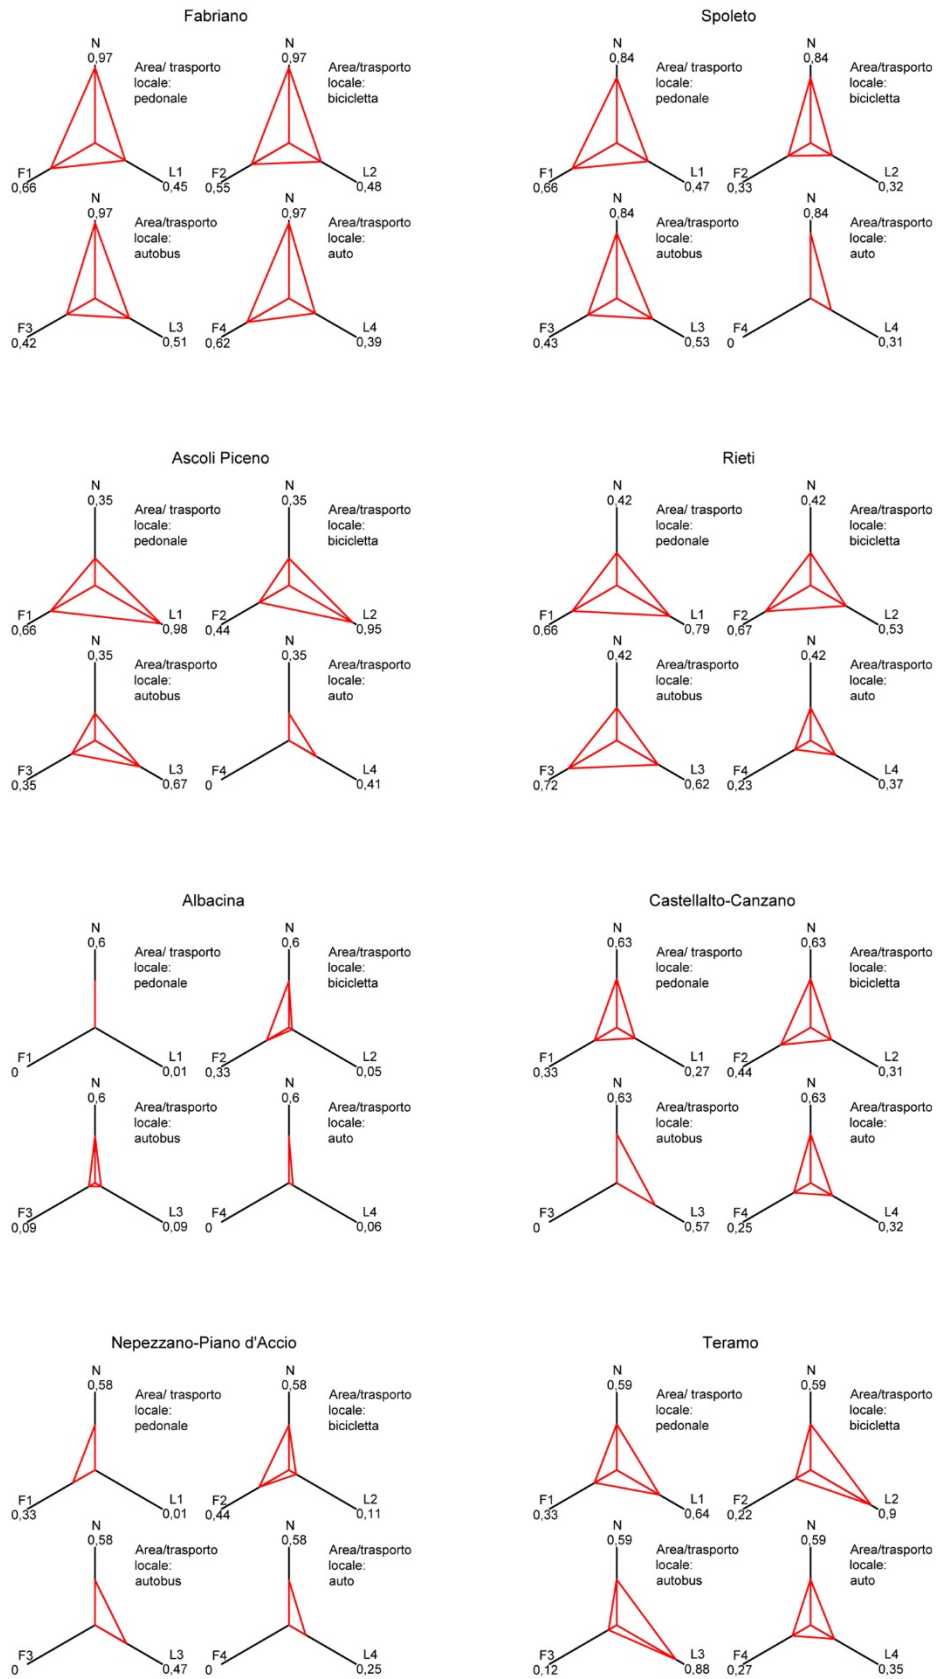 Fabriano
N
0,97
Area/ trasporto
locale:
pedonale
F1
0,66
L1
0,45
N
0,97
Area/trasporto
locale:
bicicletta
F2
0,55
L2
0,48
N
0,97
Area/trasporto
locale:
autobus
F3
0,42
L3
0,51
N
0,97
Area/trasporto
locale:
auto
F4
0,62
L4
0,39
Spoleto
N
0,84
Area/ trasporto
locale:
pedonale
F1
0,66
L1
0,47
N
0,84
Area/trasporto
locale:
bicicletta
F2
0,33
L2
0,32
N
0,84
Area/trasporto
locale:
autobus
F3
0,43
L3
0,53
N
0,84
Area/trasporto
locale:
auto
F4
0
L4
0,31
Ascoli Piceno
N
0,35
Area/ trasporto
locale:
pedonale
F1
0,66
L1
0,98
N
0,35
Area/trasporto
locale:
bicicletta
F2
0,44
L2
0,95
N
0,35
Area/trasporto
locale:
autobus
F3
0,35
L3
0,67
N
0,35
Area/trasporto
locale:
auto
F4
0
L4
0,41
Rieti
N
0,42
Area/ trasporto
locale:
pedonale
F1
0,66
L1
0,79
N
0,42
Area/trasporto
locale:
bicicletta
F2
0,67
L2
0,53
N
0,42
Area/trasporto
locale:
autobus
F3
0,72
L3
0,62
N
0,42
Area/trasporto
locale:
auto
F4
0,23
L4
0,37
Albacina
N
0,6
Area/ trasporto
locale:
pedonale
F1
0
L1
0,01
N
0,6
Area/trasporto
locale:
bicicletta
F2
0,33
L2
0,05
N
0,6
Area/trasporto
locale:
autobus
F3
0,09
L3
0,09
N
0,6
Area/trasporto
locale:
auto
F4
0
L4
0,06
Castellalto-Canzano
N
0,63
Area/ trasporto
locale:
pedonale
F1
0,33
L1
0,27
N
0,63
Area/trasporto
locale:
bicicletta
F2
0,44
L2
0,31
N
0,63
Area/trasporto
locale:
autobus
F3
0
L3
0,57
N
0,63
Area/trasporto
locale:
auto
F4
0,25
L4
0,32
Nepezzano-Piano d'Accio
N
0,58
Area/ trasporto
locale:
pedonale
F1
0,33
L1
0,01
N
0,58
Area/trasporto
locale:
bicicletta
F2
0,44
L2
0,11
N
0,58
Area/trasporto
locale:
autobus
F3
0
L3
0,47
N
0,58
Area/trasporto
locale:
auto
F4
0
L4
0,25
Teramo
N
0,59
Area/ trasporto
locale:
pedonale
F1
0,33
L1
0,64
N
0,59
Area/trasporto
locale:
bicicletta
F2
0,22
L2
0,9
N
0,59
Area/trasporto
locale:
autobus
F3
0,12
L3
0,88
N
0,59
Area/trasporto
locale:
auto
F4
0,27
L4
0,35